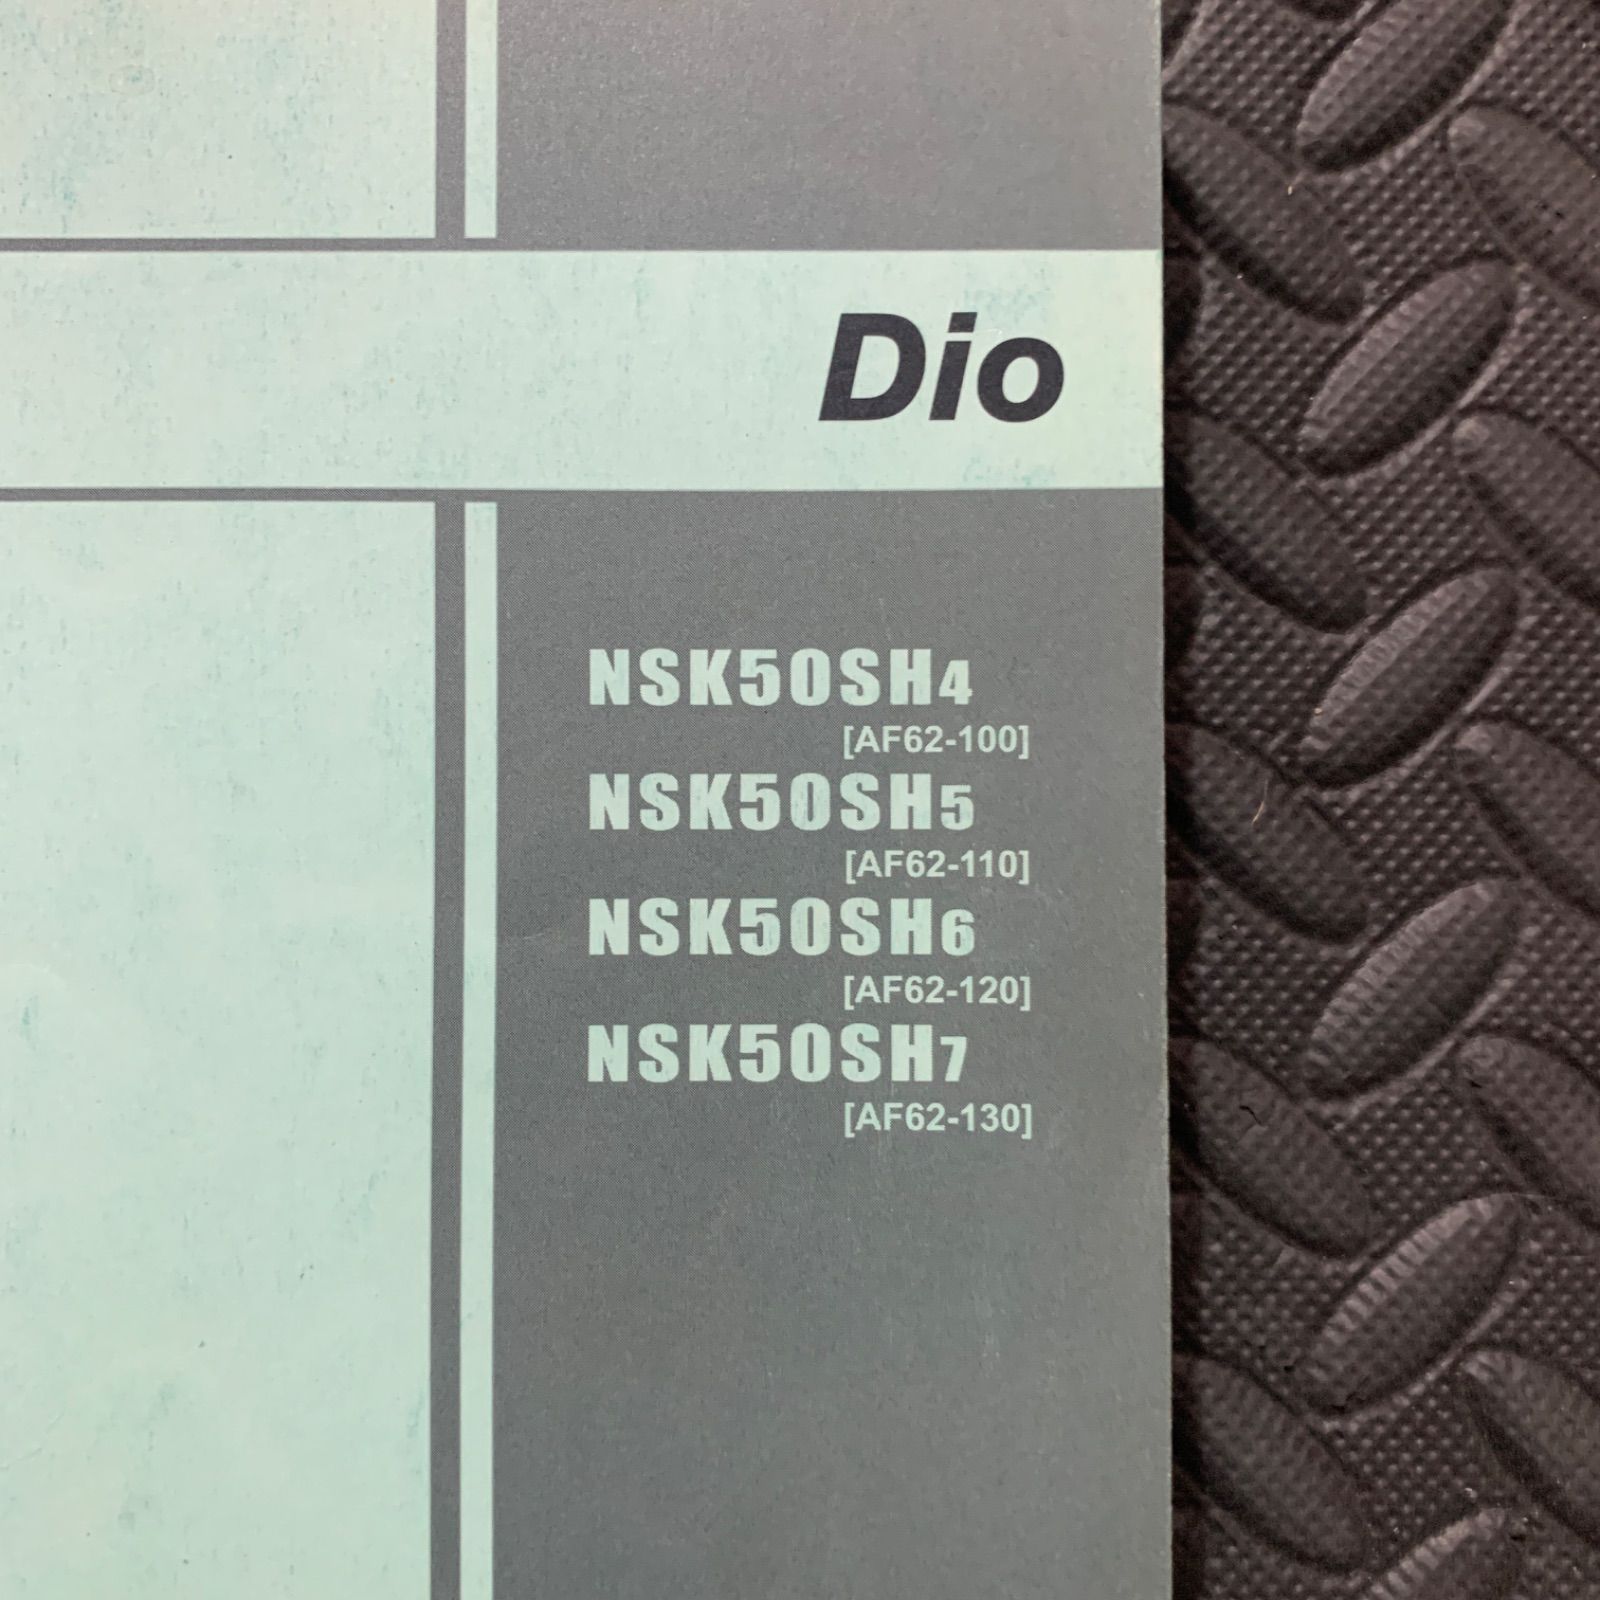 Dio
NSK50SH4
[AF62-100]
NSK50SH5
[AF62-110]
NSK50SH6
[AF62-120]
NSK50SH7
[AF62-130]